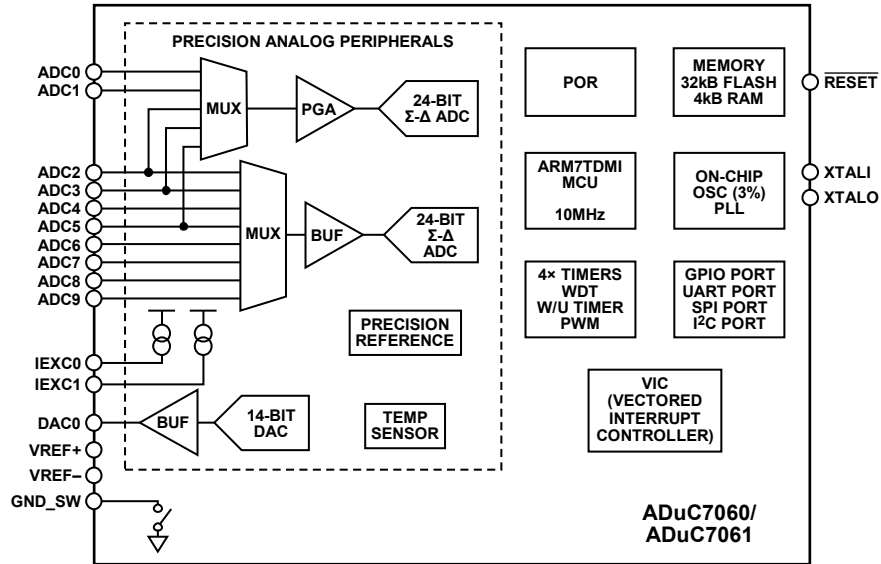 PRECISION ANALOG PERIPHERALS
ADC0
ADC1
MUX
PGA
24-BIT
Σ-Δ ADC
POR
MEMORY
32kB FLASH
4kB RAM
RESET
ADC2
ADC3
ADC4
ADC5
ADC6
ADC7
ADC8
ADC9
MUX
BUF
24-BIT
Σ-Δ
ADC
ARM7TDMI
MCU
10MHz
ON-CHIP
OSC (3%)
PLL
XTALI
XTALO
4× TIMERS
WDT
W/U TIMER
PWM
GPIO PORT
UART PORT
SPI PORT
I²C PORT
PRECISION
REFERENCE
IEXC0
IEXC1
DAC0
BUF
14-BIT
DAC
TEMP
SENSOR
VIC
(VECTORED
INTERRUPT
CONTROLLER)
VREF+
VREF–
GND_SW
ADuC7060/
ADuC7061